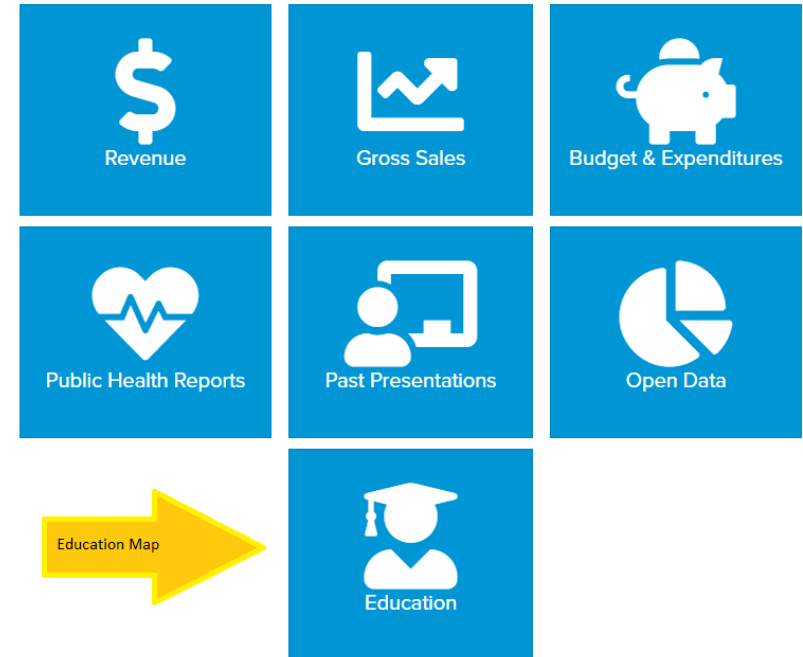 Revenue
Gross Sales
Budget & Expenditures
Public Health Reports
Past Presentations
Open Data
Education Map
Education